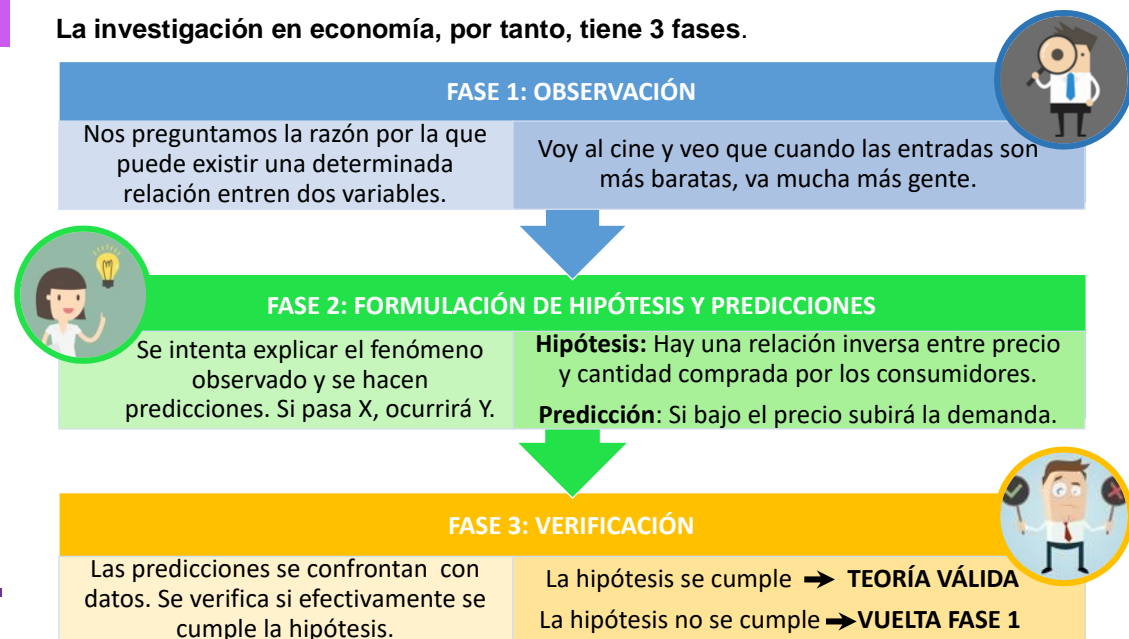 La investigación en economía, por tanto, tiene 3 fases.
FASE 1: OBSERVACIÓN
Nos preguntamos la razón por la que
puede existir una determinada
relación entren dos variables.
Voy al cine y veo que cuando las entradas son
más baratas, va mucha más gente.
FASE 2: FORMULACIÓN DE HIPÓTESIS Y PREDICCIONES
Se intenta explicar el fenómeno
observado y se hacen
predicciones. Si pasa X, ocurrirá Y.
Hipótesis: Hay una relación inversa entre precio
y cantidad comprada por los consumidores.
Predicción: Si bajo el precio subirá la demanda.
FASE 3: VERIFICACIÓN
Las predicciones se confrontan con
datos. Se verifica si efectivamente se
cumple la hipótesis.
La hipótesis se cumple → TEORÍA VÁLIDA
La hipótesis no se cumple → VUELTA FASE 1